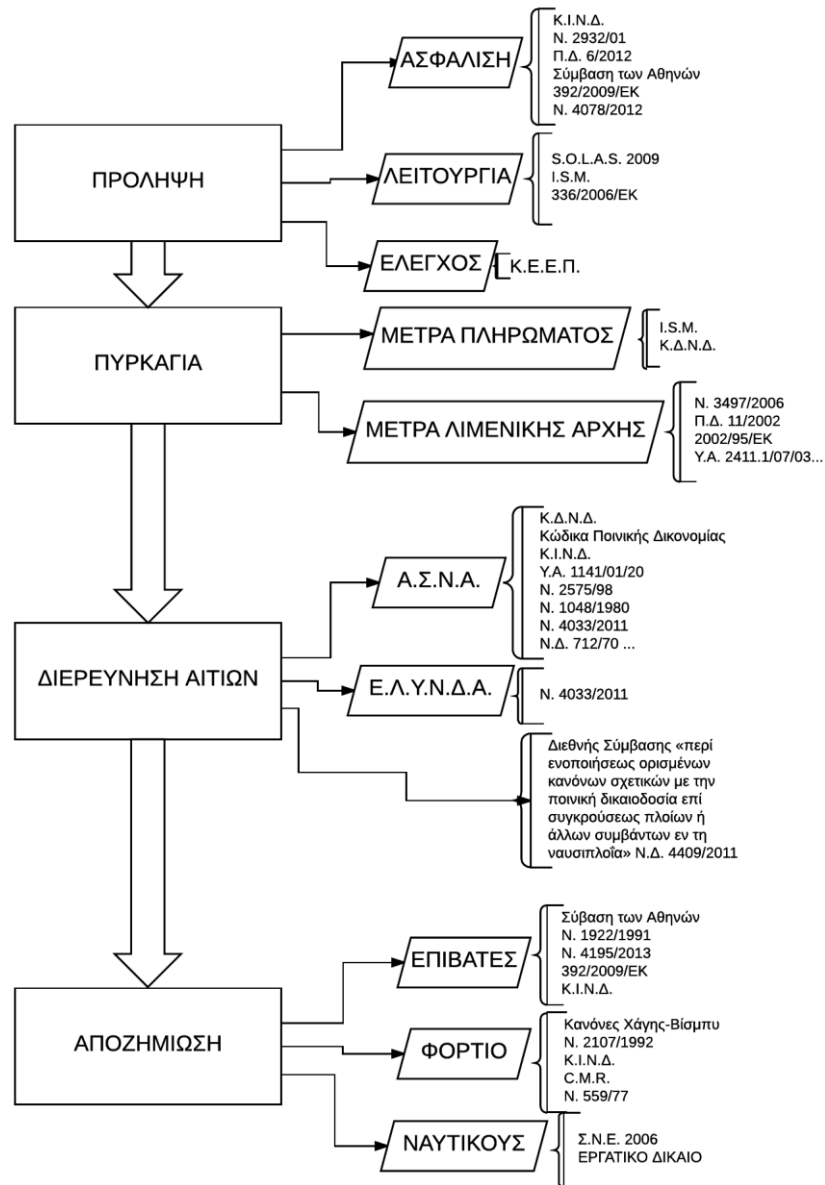 ΠΡΟΛΗΨΗ
ΑΣΦΑΛΙΣΗ
Κ.Ι.Ν.Δ.
Ν. 2932/01
Π.Δ. 6/2012
Σύμβαση των Αθηνών
392/2009/ΕΚ
Ν. 4078/2012
ΛΕΙΤΟΥΡΓΙΑ
S.O.L.A.S. 2009
I.S.M.
336/2006/ΕΚ
ΕΛΕΓΧΟΣ
Κ.Ε.Ε.Π.
ΠΥΡΚΑΓΙΑ
ΜΕΤΡΑ ΠΛΗΡΩΜΑΤΟΣ
I.S.M.
Κ.Δ.Ν.Δ.
ΜΕΤΡΑ ΛΙΜΕΝΙΚΗΣ ΑΡΧΗΣ
Ν. 3497/2006
Π.Δ. 11/2002
2002/95/ΕΚ
Υ.Α. 2411.1/07/03...
ΔΙΕΡΕΥΝΗΣΗ ΑΙΤΙΩΝ
Α.Σ.Ν.Α.
Κ.Δ.Ν.Δ.
Κώδικα Ποινικής Δικονομίας
Κ.Ι.Ν.Δ.
Υ.Α. 1141/01/20
Ν. 2575/98
Ν. 1048/1980
Ν. 4033/2011
Ν.Δ. 712/70 ...
Ε.Λ.Υ.Ν.Δ.Α.
Ν. 4033/2011
Διεθνής Σύμβασης «περί
ενοποιήσεως ορισμένων
κανόνων σχετικών με την
ποινική δικαιοδοσία επί
συγκρούσεως πλοίων ή
άλλων συμβάντων εν τη
ναυσιπλοΐα» Ν.Δ. 4409/2011
ΑΠΟΖΗΜΙΩΣΗ
ΕΠΙΒΑΤΕΣ
Σύβαση των Αθηνών
Ν. 1922/1991
Ν. 4195/2013
392/2009/ΕΚ
Κ.Ι.Ν.Δ.
ΦΟΡΤΙΟ
Κανόνες Χάγης-Βίσμπυ
Ν. 2107/1992
Κ.Ι.Ν.Δ.
C.M.R.
Ν. 559/77
ΝΑΥΤΙΚΟΥΣ
Σ.Ν.Ε. 2006
ΕΡΓΑΤΙΚΟ ΔΙΚΑΙΟ